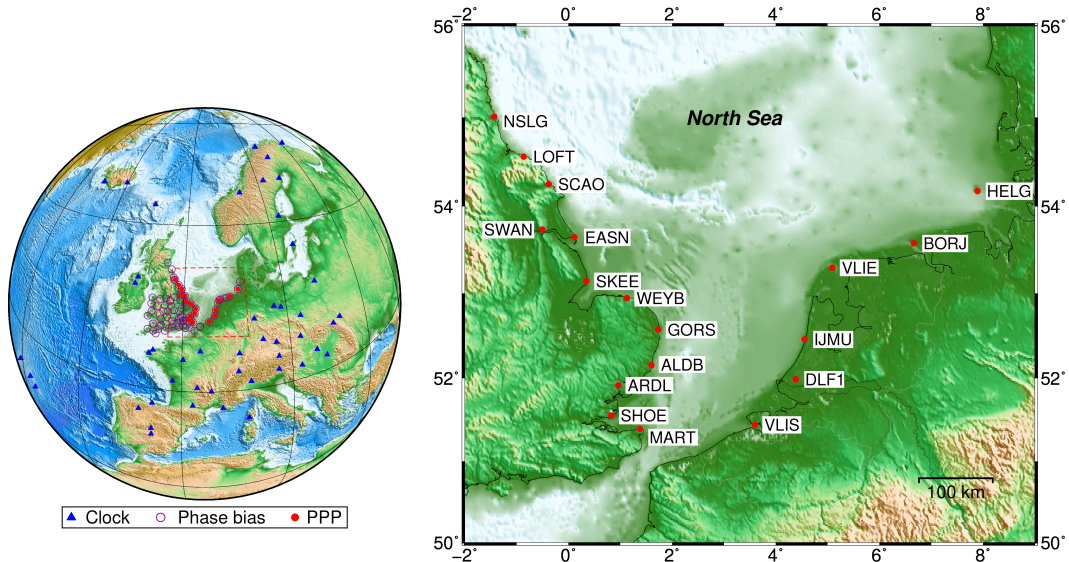 −2° 0° 2° 4° 6° 8°
56° 56°
North Sea
NSLG
LOFT
SCAO
HELG
54° 54°
SWAN
EASN
BORJ
VLIE
SKEE
WEYB
GORS
IJMU
ALDB
DLF1
52° 52°
ARDL
SHOE
VLIS
MART
100 km
50° 50°
−2° 0° 2° 4° 6° 8°
Clock Phase bias PPP